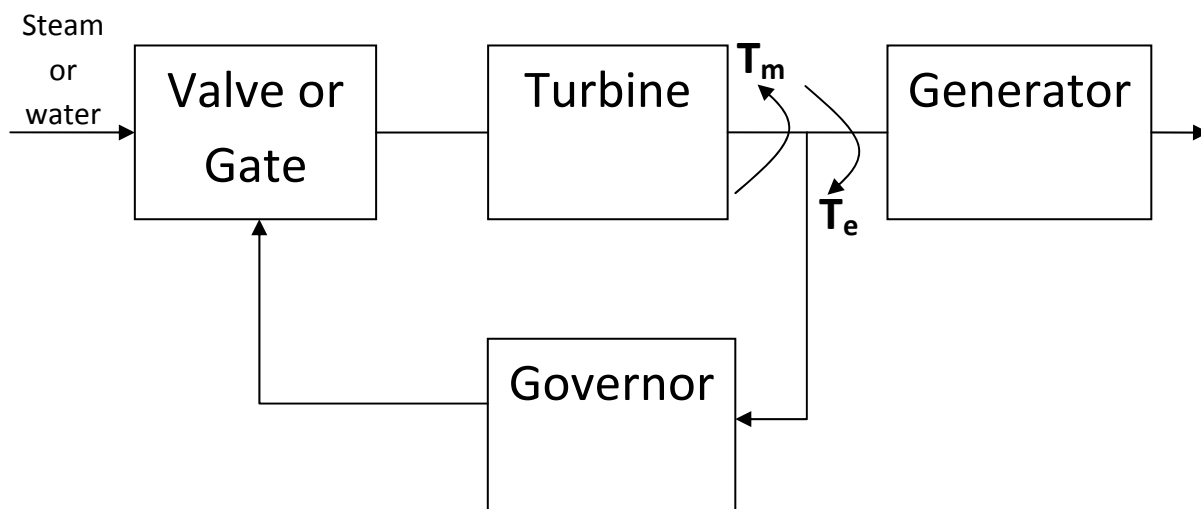 Steam
or
water
Valve or
Gate
Turbine
Tm
Te
Generator
Governor